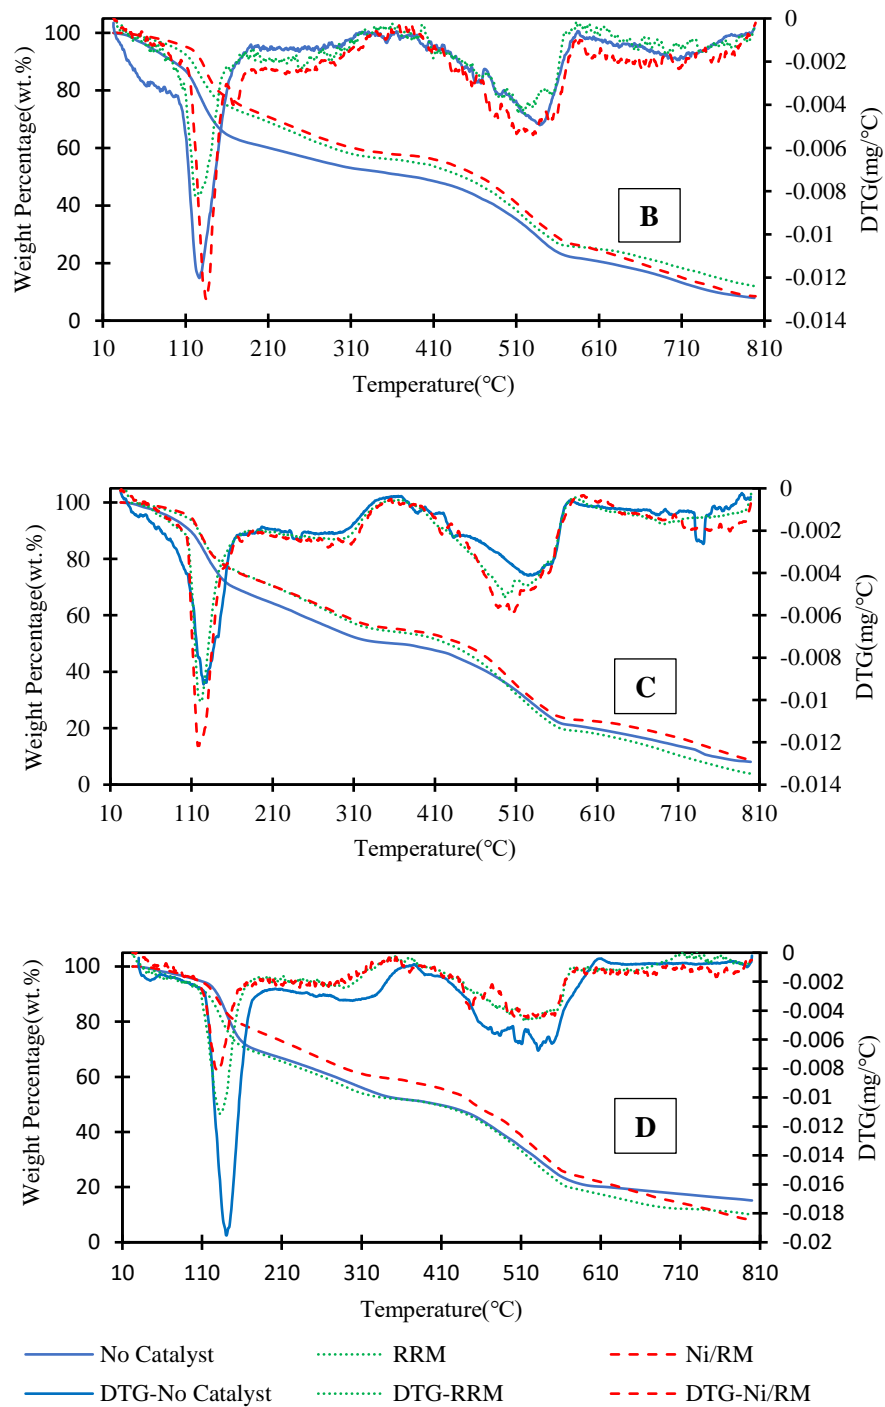 100
80
60
40
20
0
Weight Percentage(wt.%)
0
-0.002
-0.004
-0.006
-0.008
-0.01
-0.012
-0.014
DTG(mg/°C)
B
10 110 210 310 410 510 610 710 810
Temperature(°C)
100
80
60
40
20
0
Weight Percentage(wt.%)
0
-0.002
-0.004
-0.006
-0.008
-0.01
-0.012
-0.014
DTG(mg/°C)
C
10 110 210 310 410 510 610 710 810
Temperature(°C)
100
80
60
40
20
0
Weight Percentage(wt.%)
0
-0.002
-0.004
-0.006
-0.008
-0.01
-0.012
-0.014
-0.016
-0.018
-0.02
DTG(mg/°C)
D
10 110 210 310 410 510 610 710 810
Temperature(°C)
No Catalyst RRM Ni/RM
DTG-No Catalyst DTG-RRM DTG-Ni/RM